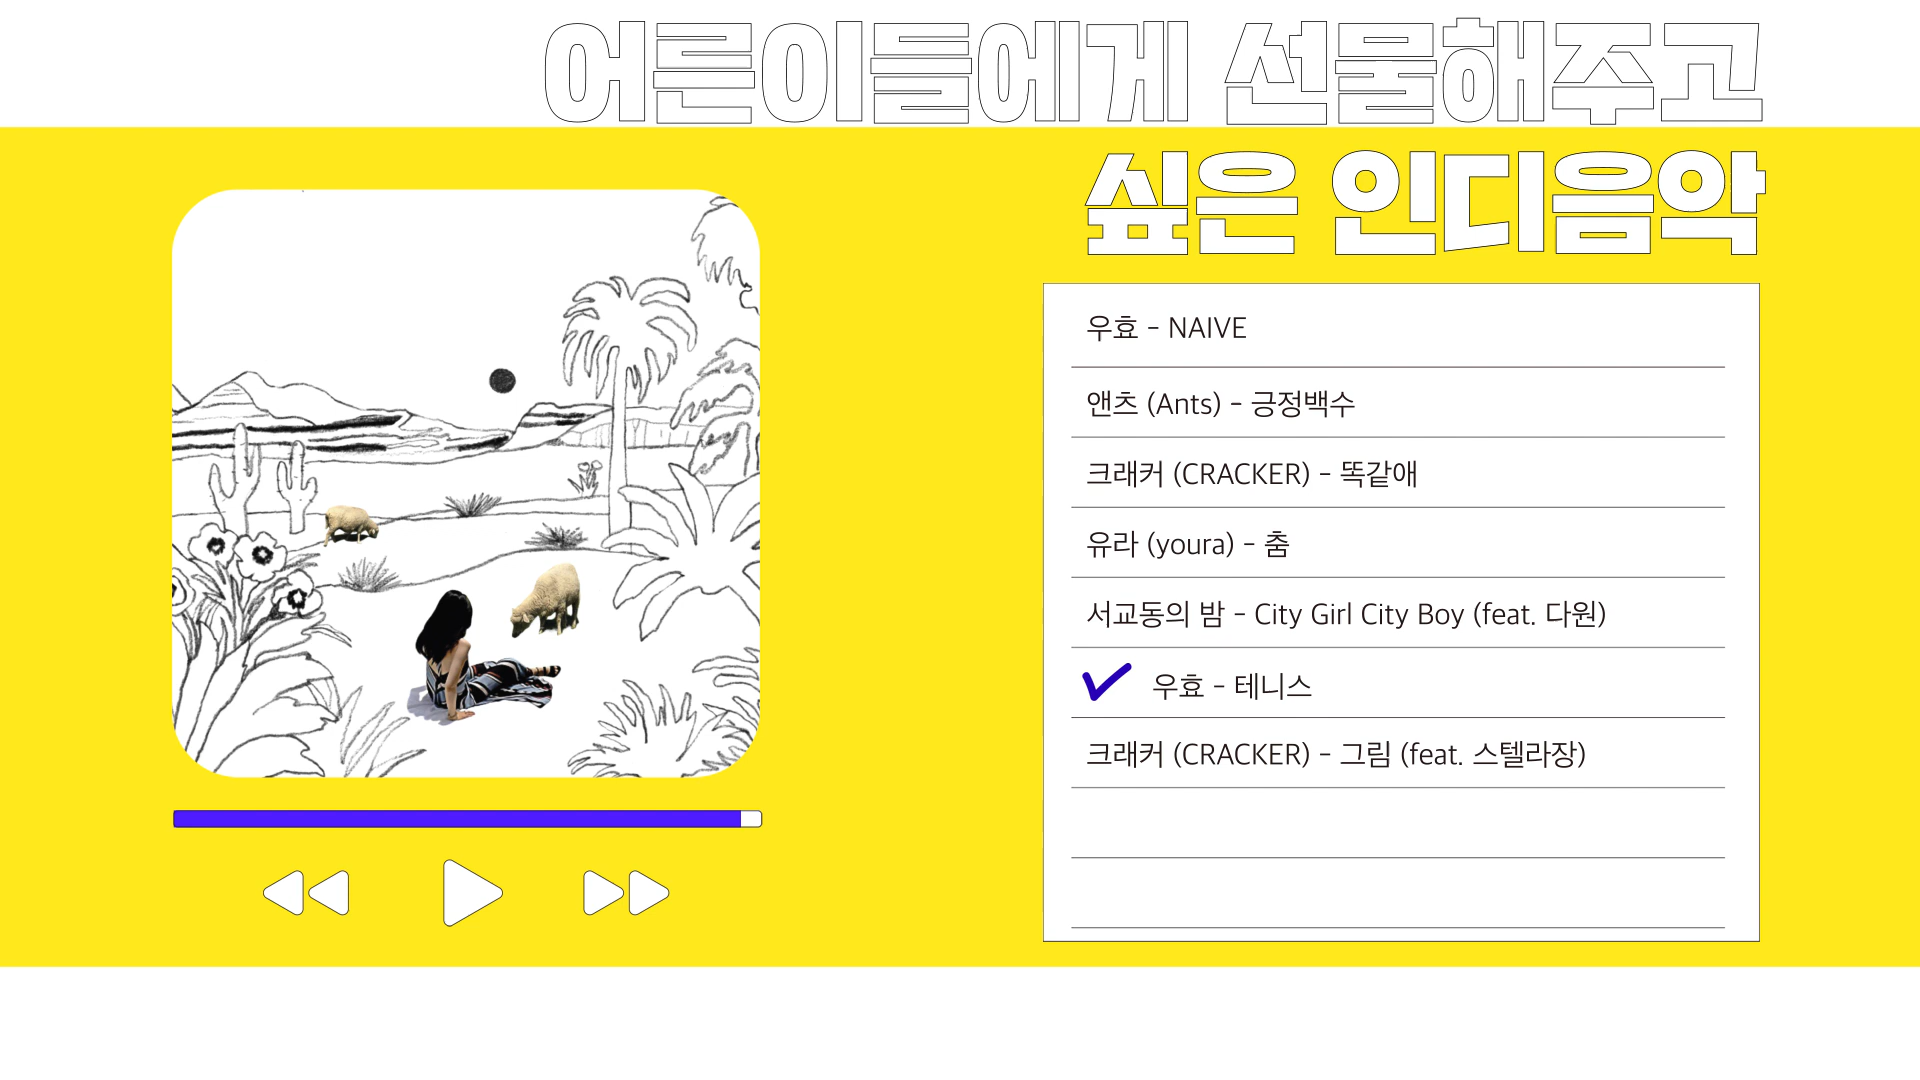 어른이들에게 선물해주고
싶은 인디음악
우효 - NAIVE
앤츠 (Ants) - 긍정백수
크래커 (CRACKER) - 똑같애
유라 (youra) - 춤
서교동의 밤 - City Girl City Boy (feat. 다원)
우효 - 테니스
크래커 (CRACKER) - 그림 (feat. 스텔라장)